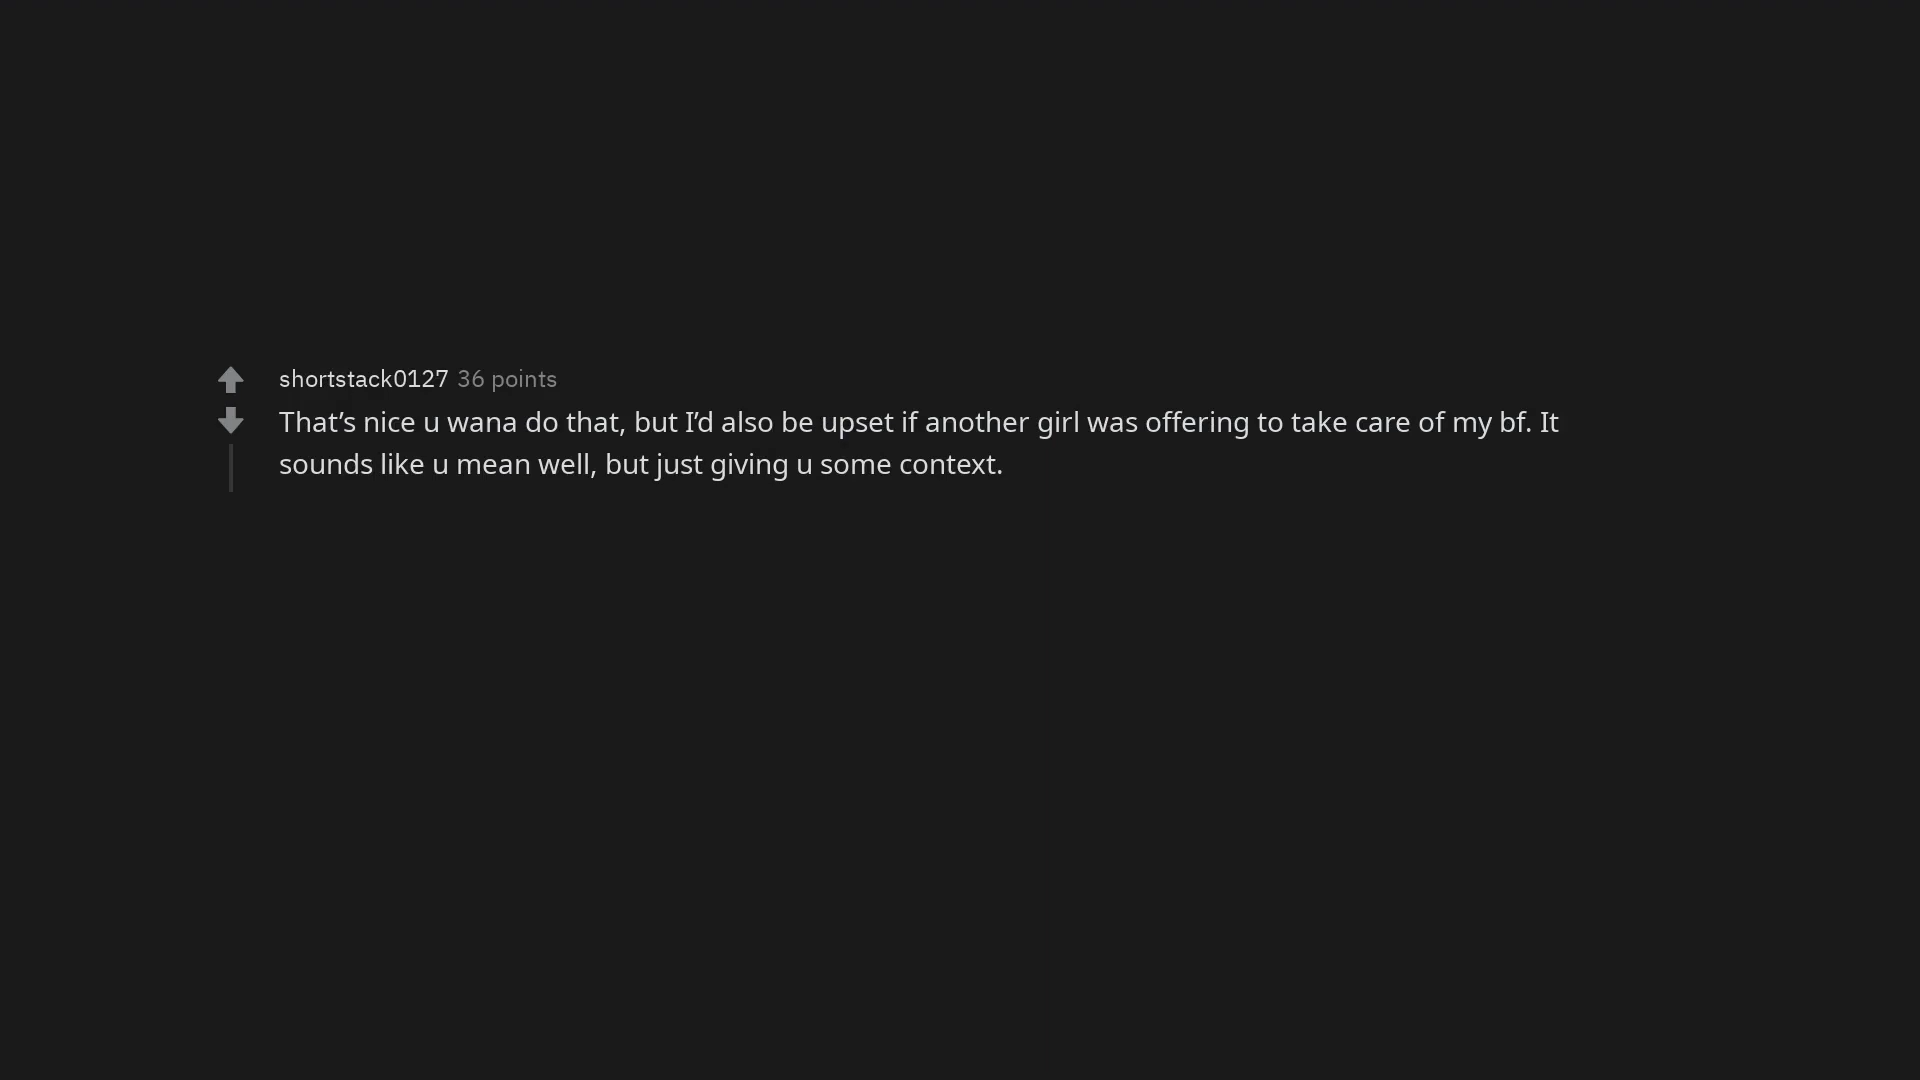 shortstack0127 36 points
That’s nice u wana do that, but I’d also be upset if another girl was offering to take care of my bf. It
sounds like u mean well, but just giving u some context.